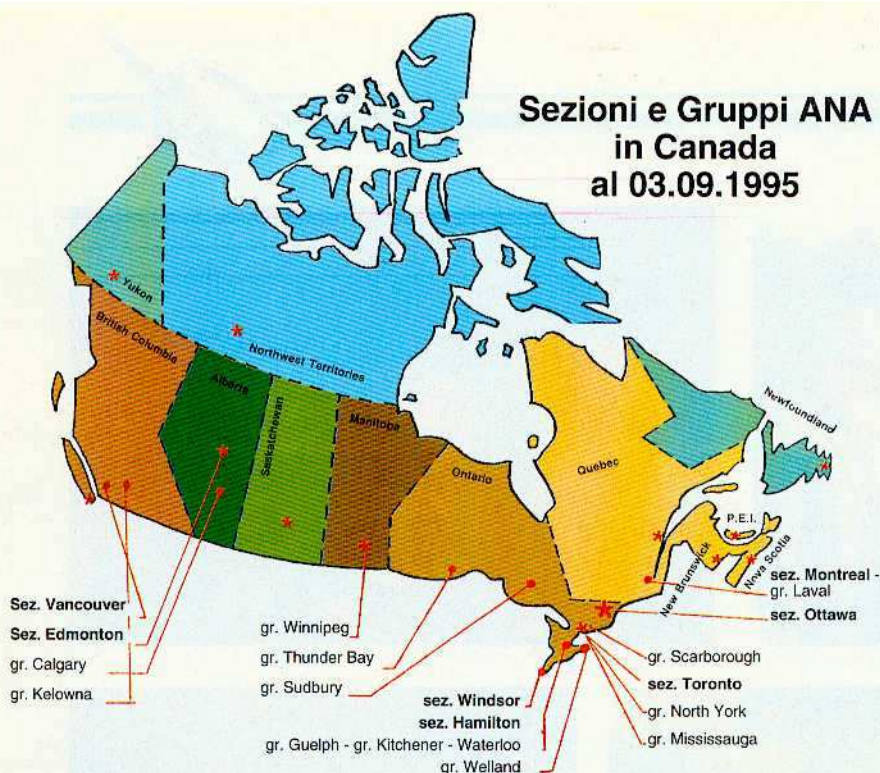 Sezioni e Gruppi ANA
in Canada
al 03.09.1995
Yukon
British Columbia
Northwest Territories
Alberta
Saskatchewan
Manitoba
Ontario
Quebec
Newfoundland
P.E.I.
New Brunswick
Nova Scotia
Sez. Vancouver
Sez. Edmonton
gr. Calgary
gr. Kelowna
gr. Winnipeg
gr. Thunder Bay
gr. Sudbury
sez. Windsor
sez. Hamilton
gr. Guelph - gr. Kitchener - Waterloo
gr. Welland
sez. Montreal -
gr. Laval
sez. Ottawa
gr. Scarborough
sez. Toronto
gr. North York
gr. Mississauga